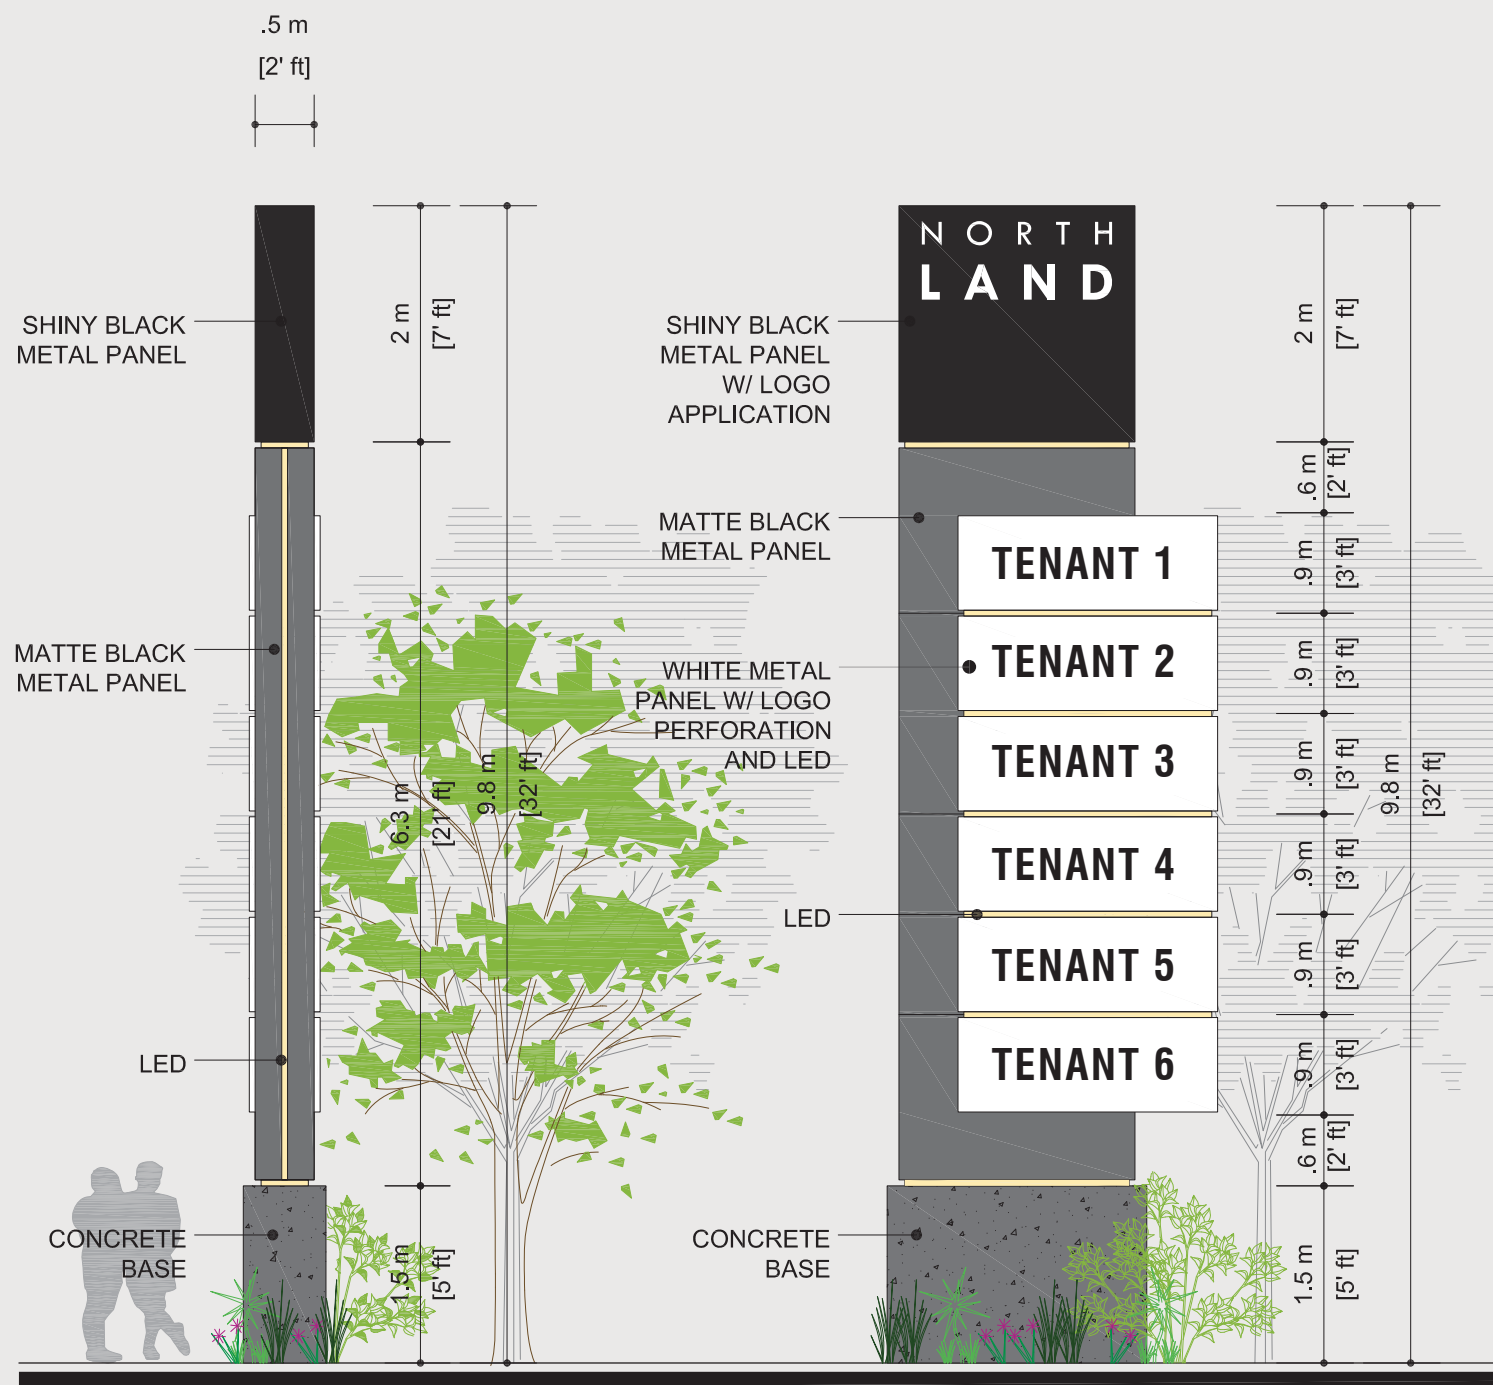 .5 m
[2' ft]
SHINY BLACK
METAL PANEL
2 m
[7' ft]
MATTE BLACK
METAL PANEL
6.3 m
[21' ft]
9.8 m
[32' ft]
LED
CONCRETE
BASE
1.5 m
[5' ft]
NORTH
LAND
SHINY BLACK
METAL PANEL
W/ LOGO
APPLICATION
MATTE BLACK
METAL PANEL
WHITE METAL
PANEL W/ LOGO
PERFORATION
AND LED
LED
CONCRETE
BASE
TENANT 1
TENANT 2
TENANT 3
TENANT 4
TENANT 5
TENANT 6
2 m
[7' ft]
.6 m
[2' ft]
.9 m
[3' ft]
.9 m
[3' ft]
.9 m
[3' ft]
.9 m
[3' ft]
.9 m
[3' ft]
.9 m
[3' ft]
.6 m
[2' ft]
1.5 m
[5' ft]
9.8 m
[32' ft]